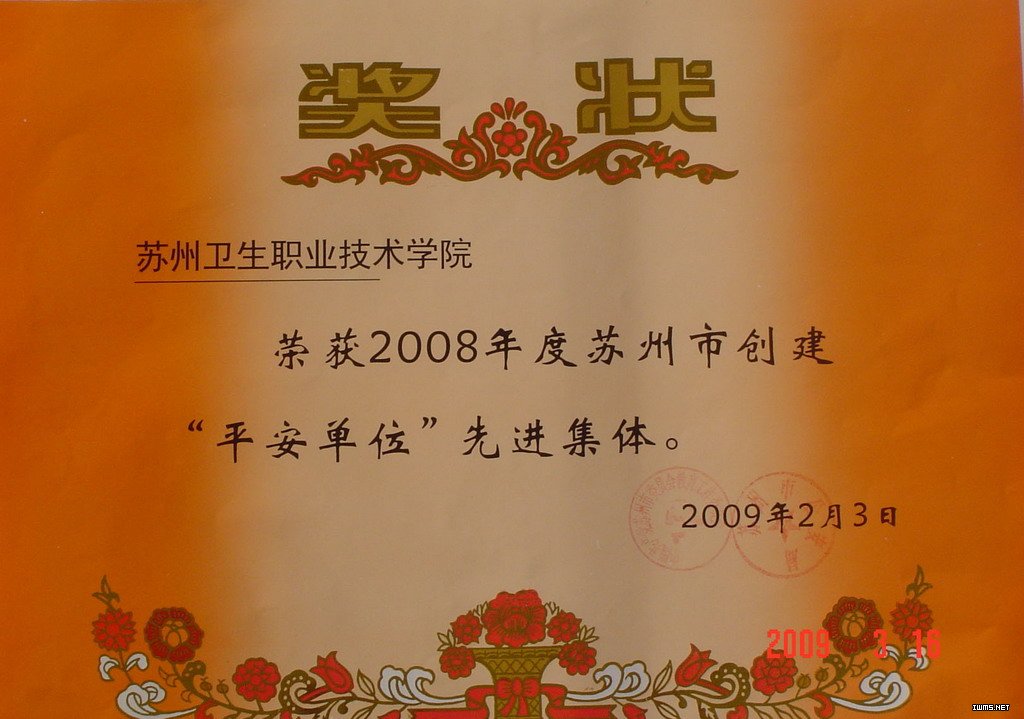 奖状
苏州卫生职业技术学院
荣获2008年度苏州市创建
“平安单位”先进集体。
2009年2月3日
2009 3 16
IWMS.NET